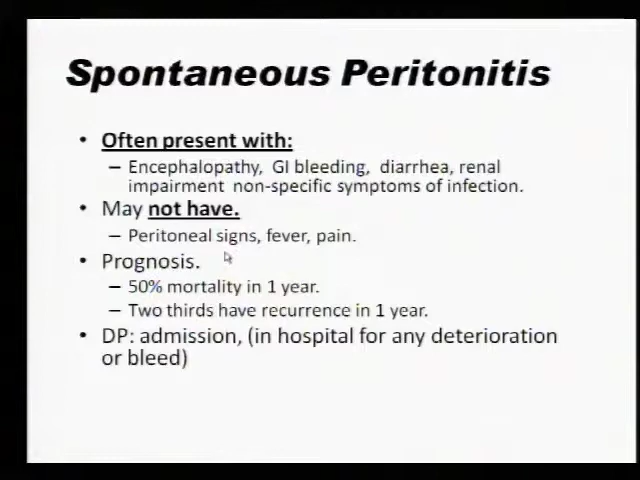 Spontaneous Peritonitis
• Often present with:
– Encephalopathy, GI bleeding, diarrhea, renal
impairment non-specific symptoms of infection.
• May not have.
– Peritoneal signs, fever, pain.
• Prognosis.
– 50% mortality in 1 year.
– Two thirds have recurrence in 1 year.
• DP: admission, (in hospital for any deterioration
or bleed)